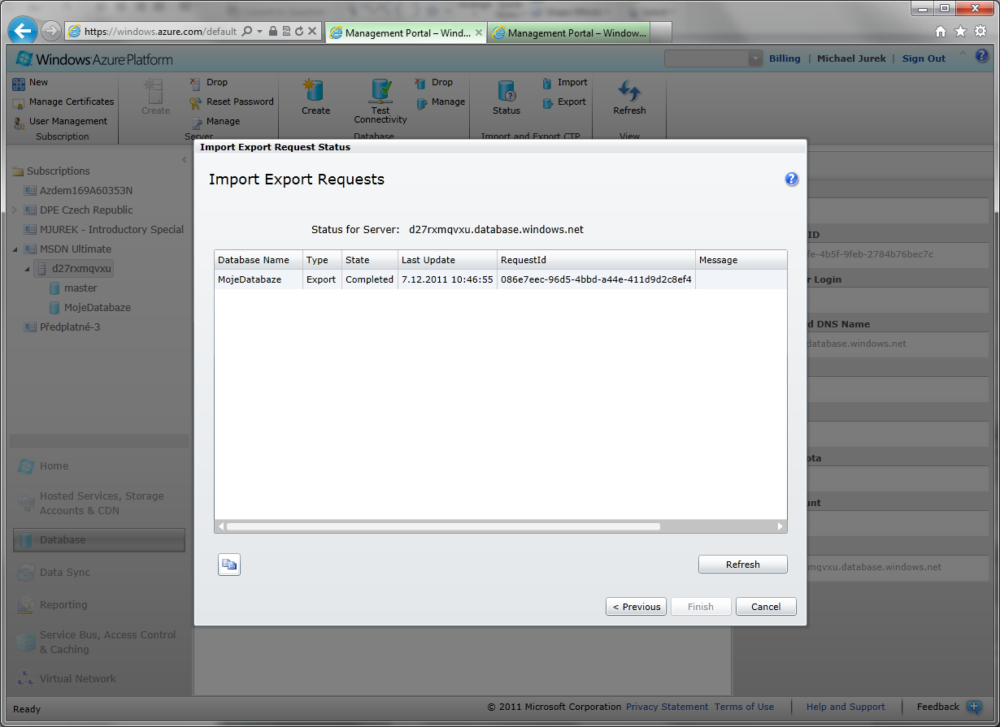 https://windows.azure.com/default
Management Portal – Wind...
Management Portal – Window...
Windows Azure Platform
Billing | Michael Jurek | Sign Out
New
Manage Certificates
User Management
Subscription
Create
Drop
Reset Password
Manage
Server
Create
Test Connectivity
Drop
Manage
Database
Status
Import
Export
Import and Export CTP
Refresh
View
Subscriptions
Azdem169A60353N
DPE Czech Republic
MJUREK - Introductory Special
MSDN Ultimate
d27rxmqvxu
master
MojeDatabaze
Předplatné-3
Home
Hosted Services, Storage
Accounts & CDN
Database
Data Sync
Reporting
Service Bus, Access Control
& Caching
Virtual Network
Import Export Request Status
Import Export Requests
Status for Server: d27rxmqvxu.database.windows.net
Database Name Type State Last Update RequestId Message
MojeDatabaze Export Completed 7.12.2011 10:46:55 086e7eec-96d5-4bbd-a44e-411d9d2c8ef4
Refresh
< Previous Finish Cancel
ID
fe-4b5f-9feb-2784b76bec7c
r Login
d DNS Name
database.windows.net
ota
unt
mqvxu.database.windows.net
Ready
© 2011 Microsoft Corporation Privacy Statement Terms of Use Help and Support Feedback